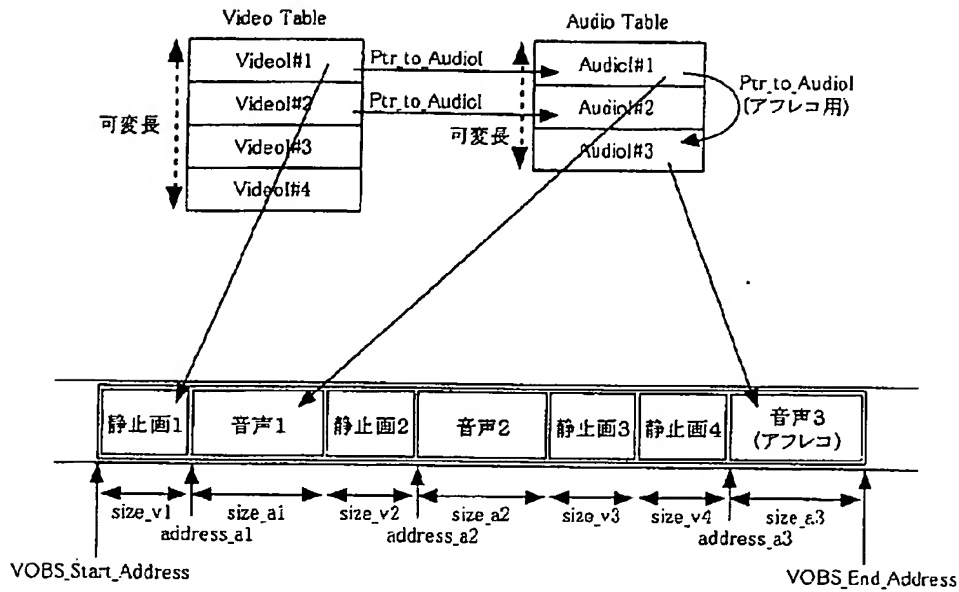 Video Table
VideoI#1
VideoI#2
VideoI#3
VideoI#4
可変長
Ptr_to_AudioI
Ptr_to_AudioI
Audio Table
AudioI#1
AudioI#2
AudioI#3
可変長
Ptr_to_AudioI
(アフレコ用)
静止画1
音声1
静止画2
音声2
静止画3
静止画4
音声3
(アフレコ)
size_v1
size_a1
size_v2
size_a2
size_v3
size_v4
size_a3
address_a1
address_a2
address_a3
VOBS_Start_Address
VOBS_End_Address